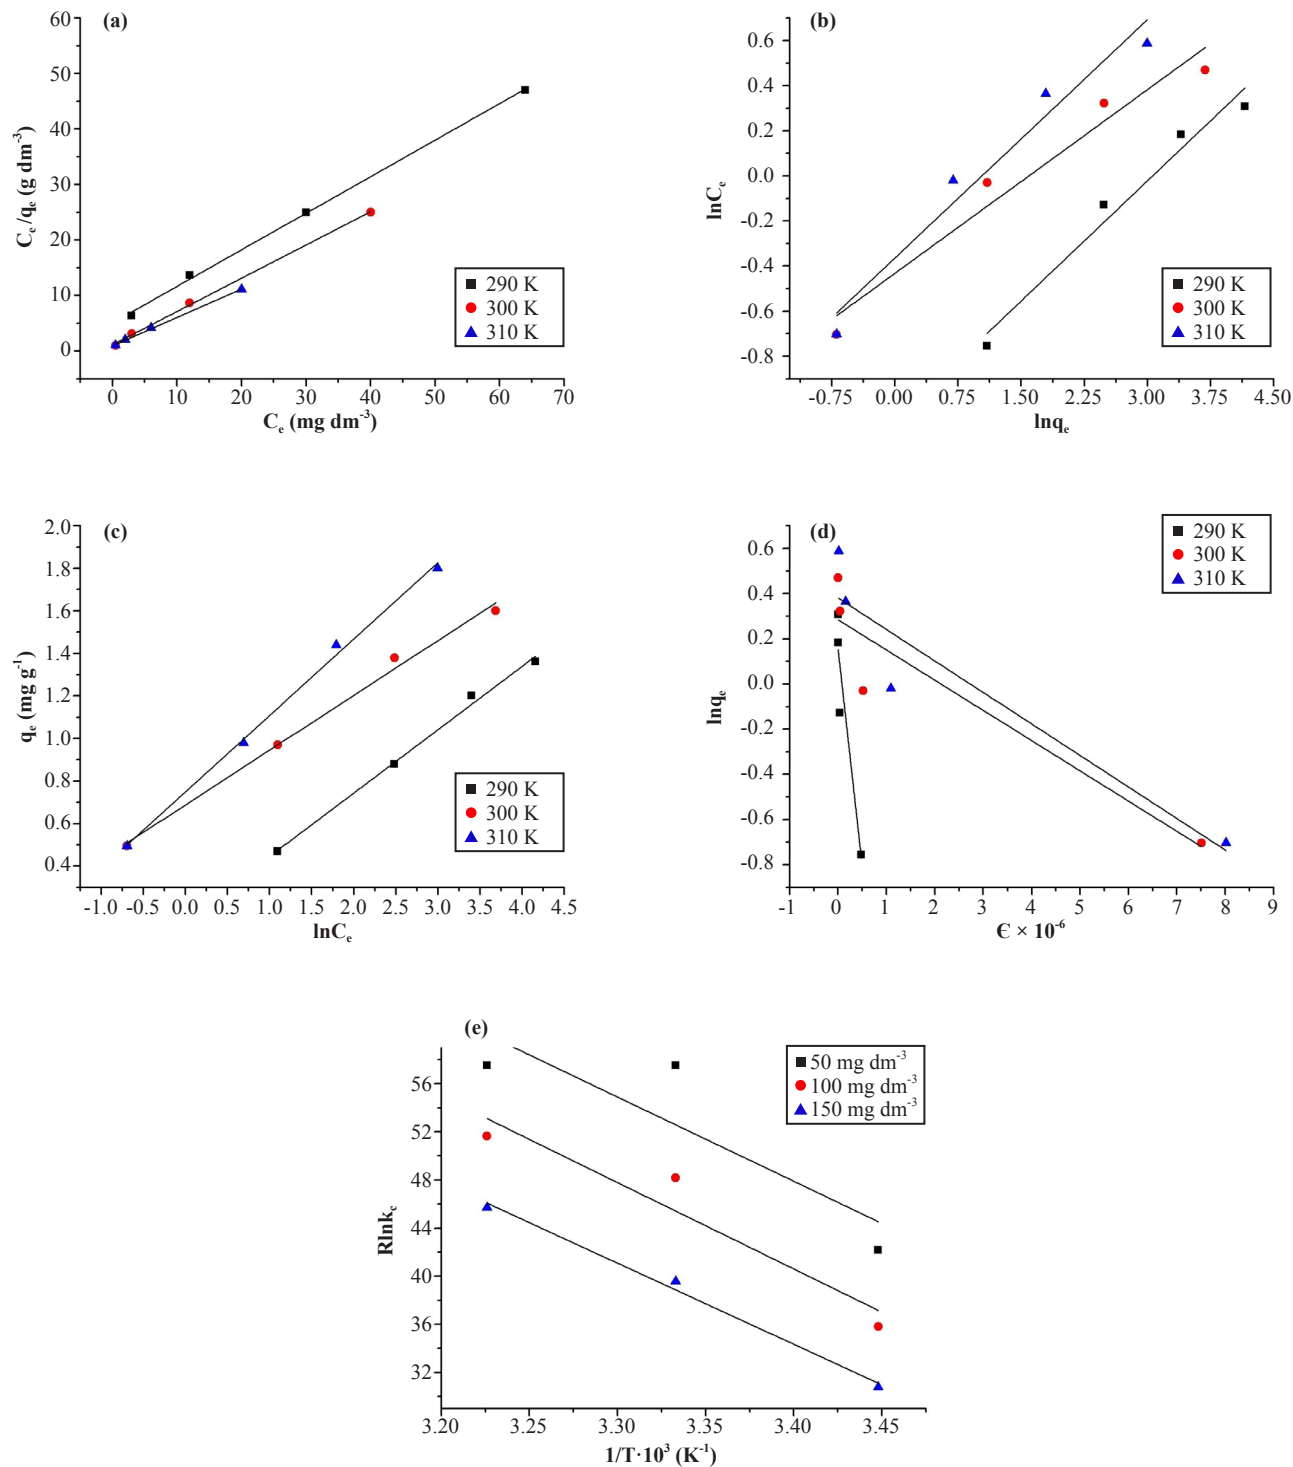 (a)
60
50
40
30
20
10
0
Cₑ/qₑ (g dm⁻³)
0 10 20 30 40 50 60 70
Cₑ (mg dm⁻³)
290 K
300 K
310 K
(b)
0.6
0.4
0.2
0.0
-0.2
-0.4
-0.6
-0.8
lnCₑ
-0.75 0.00 0.75 1.50 2.25 3.00 3.75 4.50
lnqₑ
290 K
300 K
310 K
(c)
2.0
1.8
1.6
1.4
1.2
1.0
0.8
0.6
0.4
qₑ (mg g⁻¹)
-1.0 -0.5 0.0 0.5 1.0 1.5 2.0 2.5 3.0 3.5 4.0 4.5
lnCₑ
290 K
300 K
310 K
(d)
0.6
0.4
0.2
0.0
-0.2
-0.4
-0.6
-0.8
lnqₑ
-1 0 1 2 3 4 5 6 7 8 9
Є × 10⁻⁶
290 K
300 K
310 K
(e)
56
52
48
44
40
36
32
Rlnkₑ
3.20 3.25 3.30 3.35 3.40 3.45
1/T·10³ (K⁻¹)
50 mg dm⁻³
100 mg dm⁻³
150 mg dm⁻³